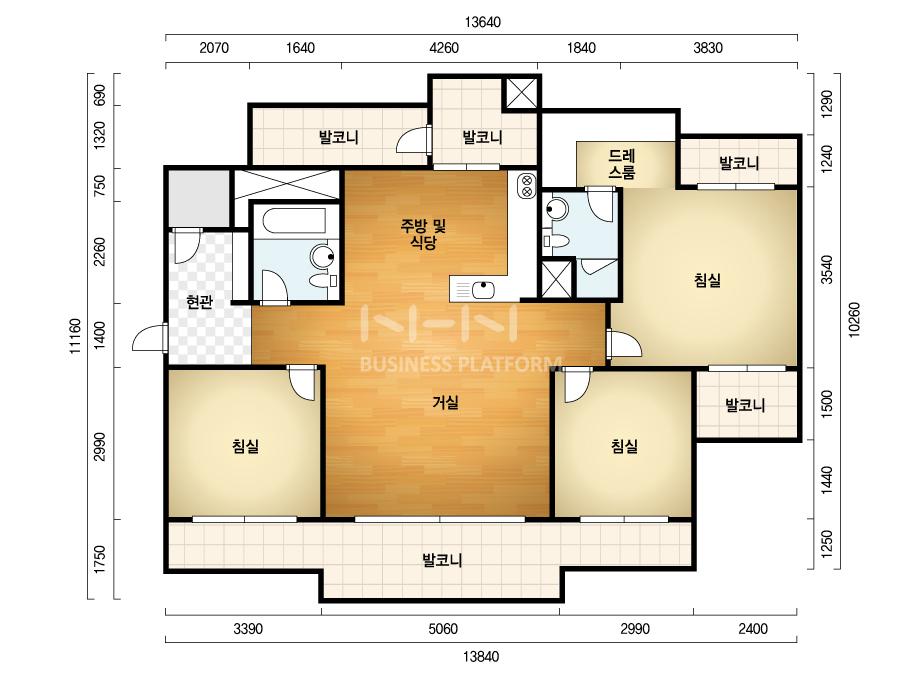 13640
2070
1640
4260
1840
3830
690
1320
750
2260
1400
2990
1750
11160
1290
1240
3540
1500
1440
1250
10260
발코니
발코니
드레
스룸
발코니
주방 및
식당
침실
현관
NHN
BUSINESS PLATFORM
거실
발코니
침실
침실
발코니
3390
5060
2990
2400
13840